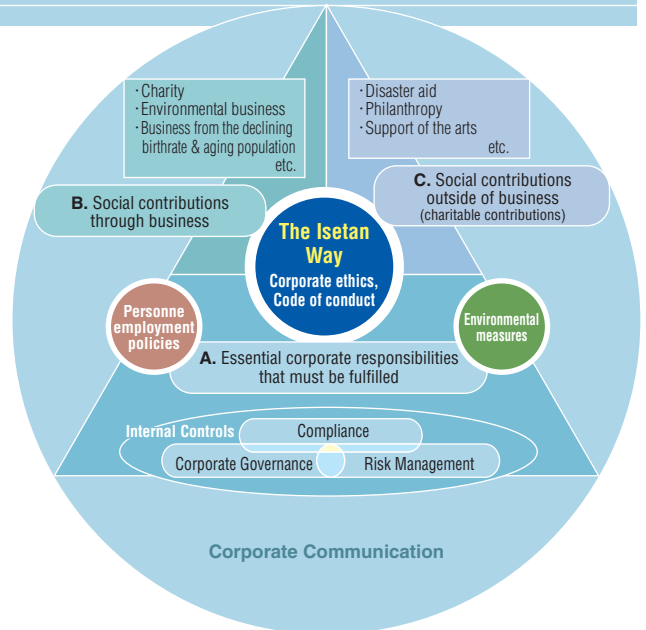 · Charity
· Environmental business
· Business from the declining
birthrate & aging population
etc.
· Disaster aid
· Philanthropy
· Support of the arts
etc.
B. Social contributions
through business
C. Social contributions
outside of business
(charitable contributions)
The Isetan
Way
Corporate ethics,
Code of conduct
Personne
employment
policies
Environmental
measures
A. Essential corporate responsibilities
that must be fulfilled
Internal Controls
Compliance
Corporate Governance
Risk Management
Corporate Communication